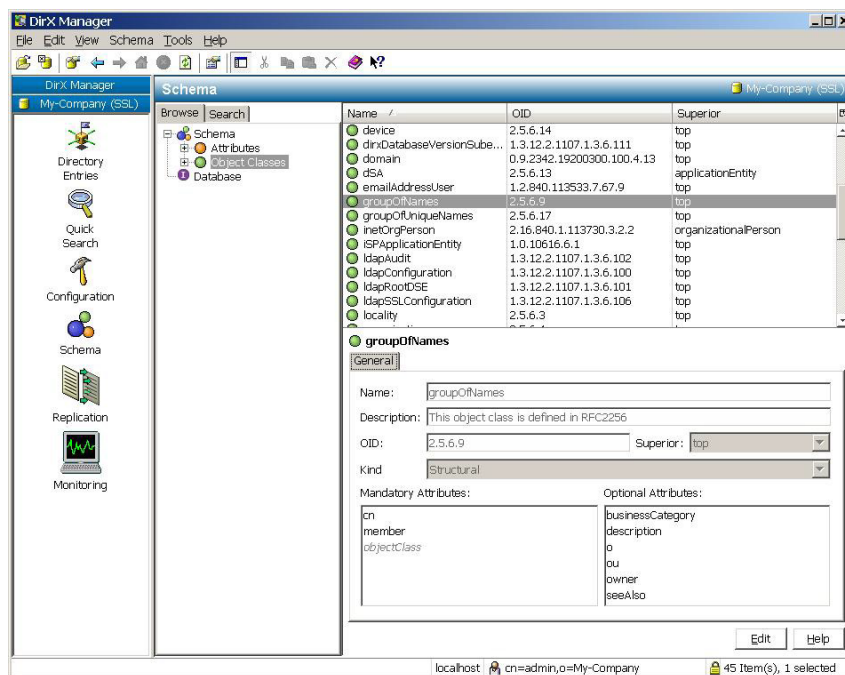 DirX Manager
File Edit View Schema Tools Help
DirX Manager
My-Company (SSL)
Directory
Entries
Quick
Search
Configuration
Schema
Replication
Monitoring
Schema
My-Company (SSL)
Browse Search
Schema
Attributes
Object Classes
Database
Name OID Superior
device 2.5.6.14 top
dirxDatabaseVersionSube... 1.3.12.2.1107.1.3.6.111 top
domain 0.9.2342.19200300.100.4.13 top
dSA 2.5.6.13 applicationEntity
emailAddressUser 1.2.840.113533.7.67.9 top
groupOfNames 2.5.6.9 top
groupOfUniqueNames 2.5.6.17 top
inetOrgPerson 2.16.840.1.113730.3.2.2 organizationalPerson
iSPApplicationEntity 1.0.10616.6.1 top
ldapAudit 1.3.12.2.1107.1.3.6.102 top
ldapConfiguration 1.3.12.2.1107.1.3.6.100 top
ldapRootDSE 1.3.12.2.1107.1.3.6.101 top
ldapSSLConfiguration 1.3.12.2.1107.1.3.6.106 top
locality 2.5.6.3 top
groupOfNames
General
Name: groupOfNames
Description: This object class is defined in RFC2256
OID: 2.5.6.9 Superior: top
Kind Structural
Mandatory Attributes: Optional Attributes:
cn businessCategory
member description
objectClass o
ou
owner
seeAlso
Edit Help
localhost cn=admin,o=My-Company 45 Item(s), 1 selected